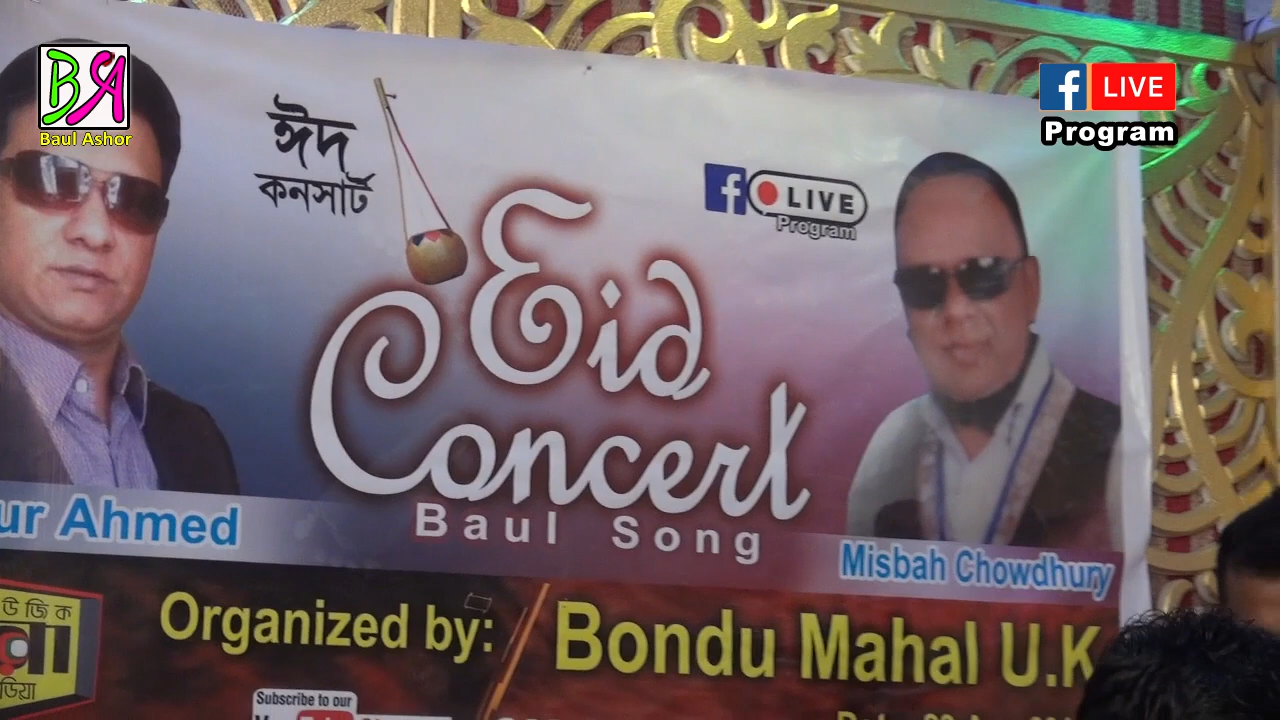 BA
Baul Ashor
f LIVE
Program
ঈদ
কনসার্ট
f LIVE
Program
Eid
Concert
Baul Song
ur Ahmed
Misbah Chowdhury
উজিক
ডিয়া
Organized by:
Bondu Mahal U.K
Subscribe to our